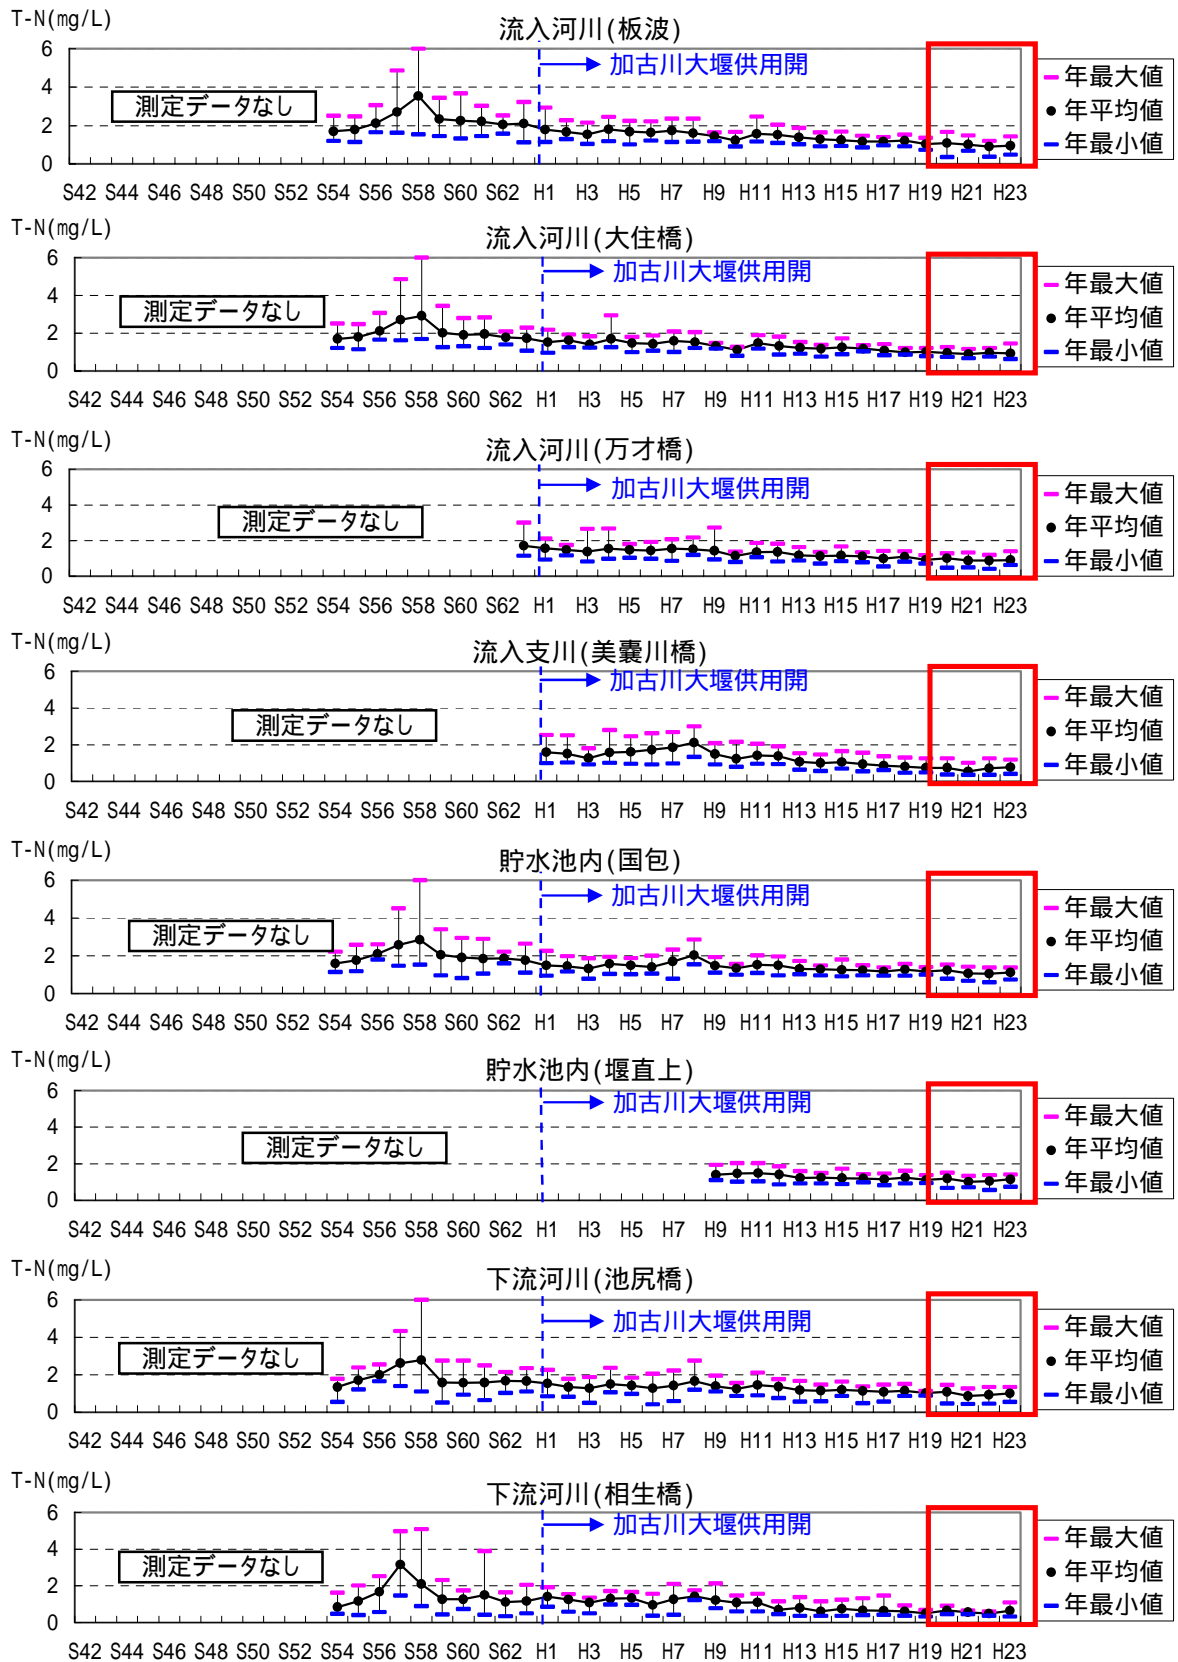 T-N(mg/L)
流入河川(板波)
6
4
2
0
加古川大堰供用開
測定データなし
年最大値
年平均値
年最小値
S42 S44 S46 S48 S50 S52 S54 S56 S58 S60 S62 H1 H3 H5 H7 H9 H11 H13 H15 H17 H19 H21 H23
T-N(mg/L)
流入河川(大住橋)
6
4
2
0
加古川大堰供用開
測定データなし
年最大値
年平均値
年最小値
S42 S44 S46 S48 S50 S52 S54 S56 S58 S60 S62 H1 H3 H5 H7 H9 H11 H13 H15 H17 H19 H21 H23
T-N(mg/L)
流入河川(万才橋)
6
4
2
0
加古川大堰供用開
測定データなし
年最大値
年平均値
年最小値
S42 S44 S46 S48 S50 S52 S54 S56 S58 S60 S62 H1 H3 H5 H7 H9 H11 H13 H15 H17 H19 H21 H23
T-N(mg/L)
流入支川(美嚢川橋)
6
4
2
0
加古川大堰供用開
測定データなし
年最大値
年平均値
年最小値
S42 S44 S46 S48 S50 S52 S54 S56 S58 S60 S62 H1 H3 H5 H7 H9 H11 H13 H15 H17 H19 H21 H23
T-N(mg/L)
貯水池内(国包)
6
4
2
0
加古川大堰供用開
測定データなし
年最大値
年平均値
年最小値
S42 S44 S46 S48 S50 S52 S54 S56 S58 S60 S62 H1 H3 H5 H7 H9 H11 H13 H15 H17 H19 H21 H23
T-N(mg/L)
貯水池内(堰直上)
6
4
2
0
加古川大堰供用開
測定データなし
年最大値
年平均値
年最小値
S42 S44 S46 S48 S50 S52 S54 S56 S58 S60 S62 H1 H3 H5 H7 H9 H11 H13 H15 H17 H19 H21 H23
T-N(mg/L)
下流河川(池尻橋)
6
4
2
0
加古川大堰供用開
測定データなし
年最大値
年平均値
年最小値
S42 S44 S46 S48 S50 S52 S54 S56 S58 S60 S62 H1 H3 H5 H7 H9 H11 H13 H15 H17 H19 H21 H23
T-N(mg/L)
下流河川(相生橋)
6
4
2
0
加古川大堰供用開
測定データなし
年最大値
年平均値
年最小値
S42 S44 S46 S48 S50 S52 S54 S56 S58 S60 S62 H1 H3 H5 H7 H9 H11 H13 H15 H17 H19 H21 H23